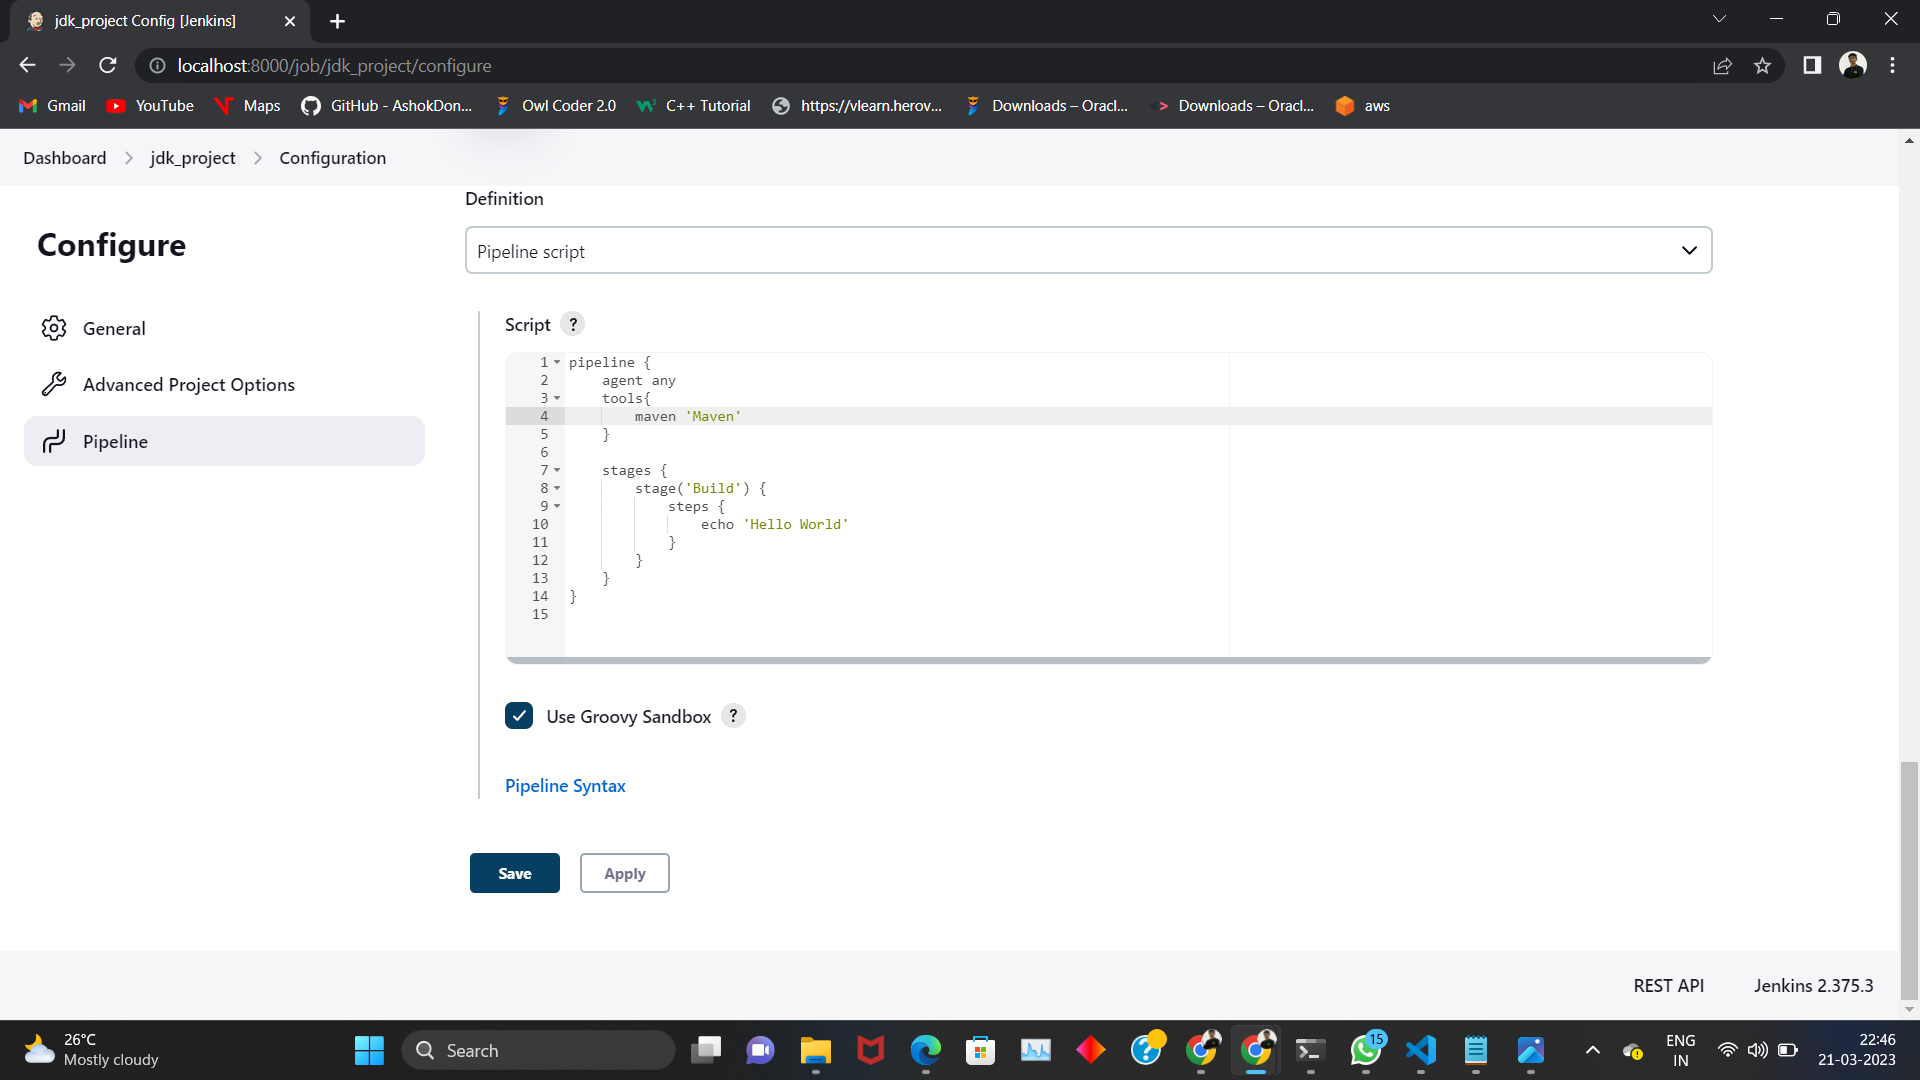 jdk_project Config [Jenkins]
localhost:8000/job/jdk_project/configure
Gmail YouTube Maps GitHub - AshokDon... Owl Coder 2.0 C++ Tutorial https://vlearn.herov... Downloads – Oracl... Downloads – Oracl... aws
Dashboard jdk_project Configuration
Configure
General
Advanced Project Options
Pipeline
Definition
Pipeline script
Script ?
1 pipeline {
2 agent any
3 tools{
4 maven 'Maven'
5 }
6
7 stages {
8 stage('Build') {
9 steps {
10 echo 'Hello World'
11 }
12 }
13 }
14 }
15
Use Groovy Sandbox ?
Pipeline Syntax
Save Apply
REST API Jenkins 2.375.3
26°C
Mostly cloudy
Search
15
ENG
IN
22:46
21-03-2023